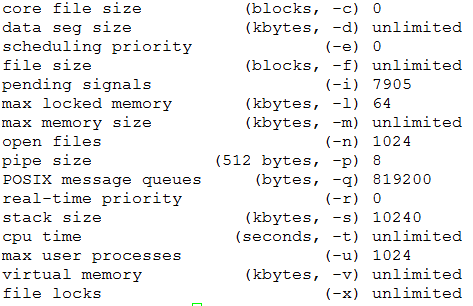 core file size          (blocks, -c) 0
data seg size           (kbytes, -d) unlimited
scheduling priority             (-e) 0
file size               (blocks, -f) unlimited
pending signals                 (-i) 7905
max locked memory       (kbytes, -l) 64
max memory size         (kbytes, -m) unlimited
open files                      (-n) 1024
pipe size            (512 bytes, -p) 8
POSIX message queues     (bytes, -q) 819200
real-time priority              (-r) 0
stack size              (kbytes, -s) 10240
cpu time               (seconds, -t) unlimited
max user processes              (-u) 1024
virtual memory          (kbytes, -v) unlimited
file locks                      (-x) unlimited